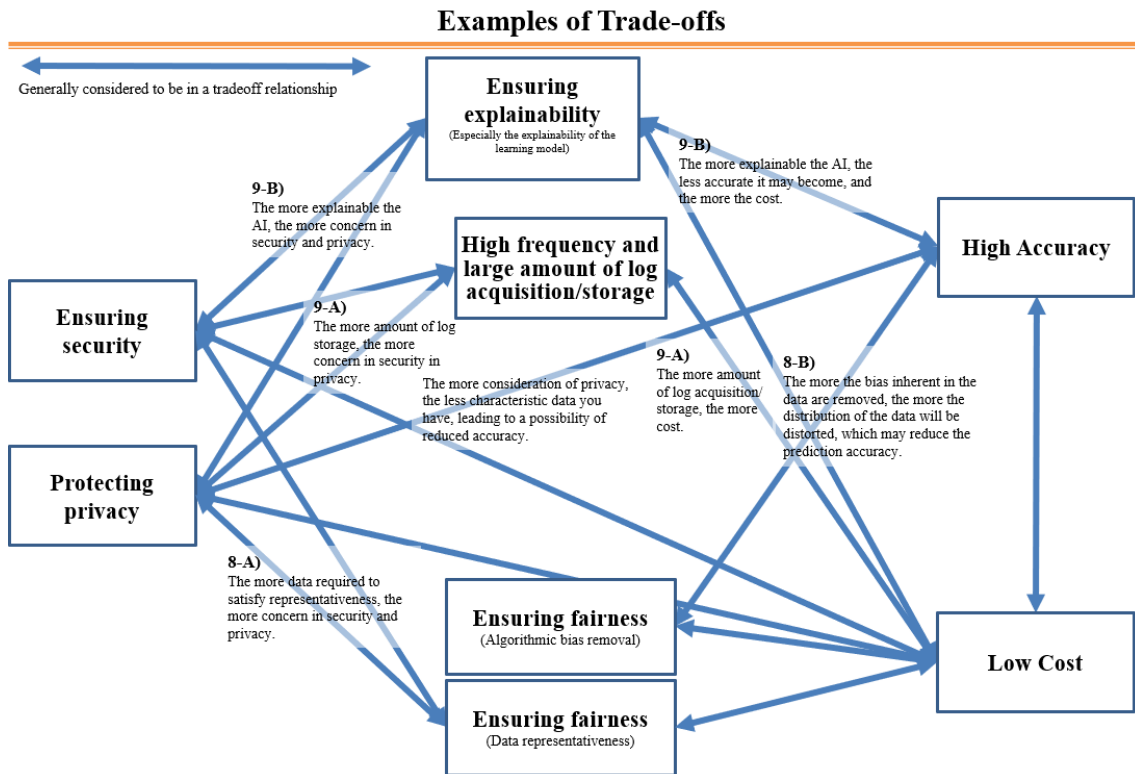 Examples of Trade-offs
Generally considered to be in a tradeoff relationship
Ensuring
explainability
(Especially the explainability of the
learning model)
9-B)
The more explainable the AI, the
less accurate it may become, and
the more the cost.
9-B)
The more explainable the
AI, the more concern in
security and privacy.
High frequency and
large amount of log
acquisition/storage
High Accuracy
Ensuring
security
9-A)
The more amount of log
storage, the more
concern in security in
privacy.
The more consideration of privacy,
the less characteristic data you
have, leading to a possibility of
reduced accuracy.
9-A)
The more amount
of log acquisition/
storage, the more
cost.
8-B)
The more the bias inherent in the
data are removed, the more the
distribution of the data will be
distorted, which may reduce the
prediction accuracy.
Protecting
privacy
8-A)
The more data required to
satisfy representativeness, the
more concern in security and
privacy.
Ensuring fairness
(Algorithmic bias removal)
Low Cost
Ensuring fairness
(Data representativeness)